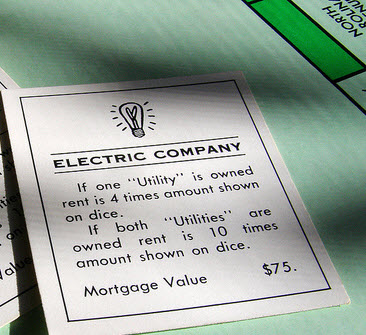 NORTH
ELECTRIC COMPANY
If one "Utility" is owned
rent is 4 times amount shown
on dice.
If both "Utilities" are
owned rent is 10 times
amount shown on dice.
Mortgage Value $75.
Value